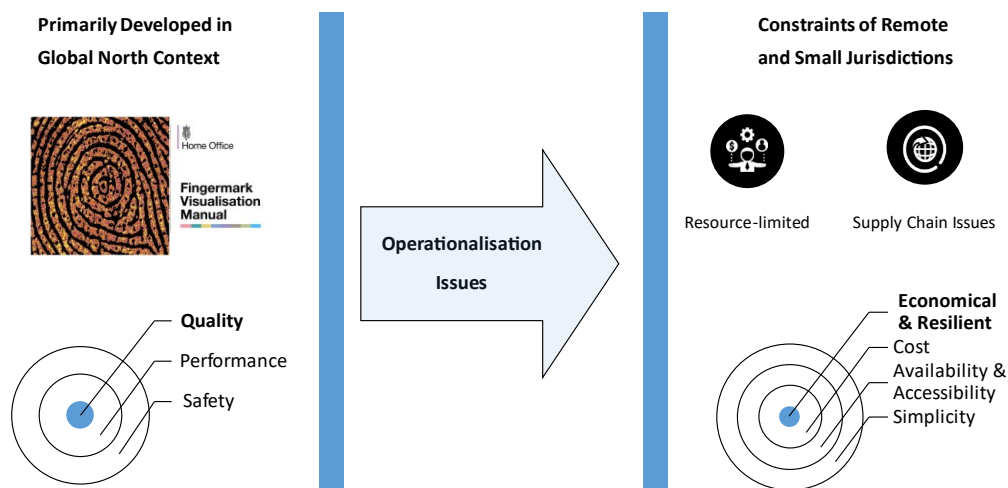 Primarily Developed in
Global North Context
Home Office
Fingermark
Visualisation
Manual
Quality
Performance
Safety
Operationalisation
Issues
Constraints of Remote
and Small Jurisdictions
$
Resource-limited
Supply Chain Issues
Economical
& Resilient
Cost
Availability &
Accessibility
Simplicity